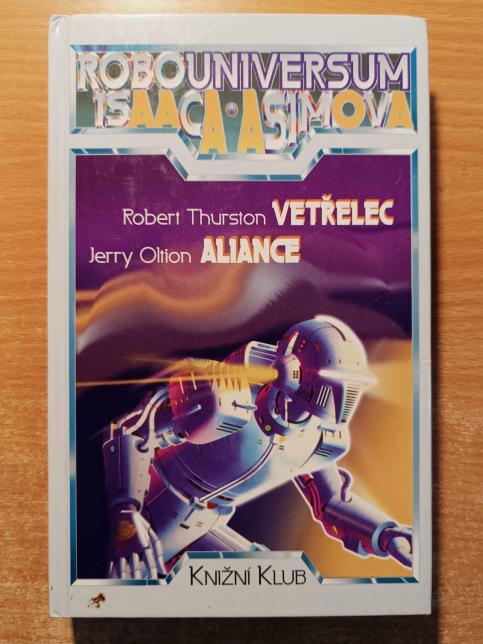 ROBOUNIVERSUM
ISAACA·ASIMOVA
Robert Thurston VETŘELEC
Jerry Oltion ALIANCE
KNIŽNÍ KLUB